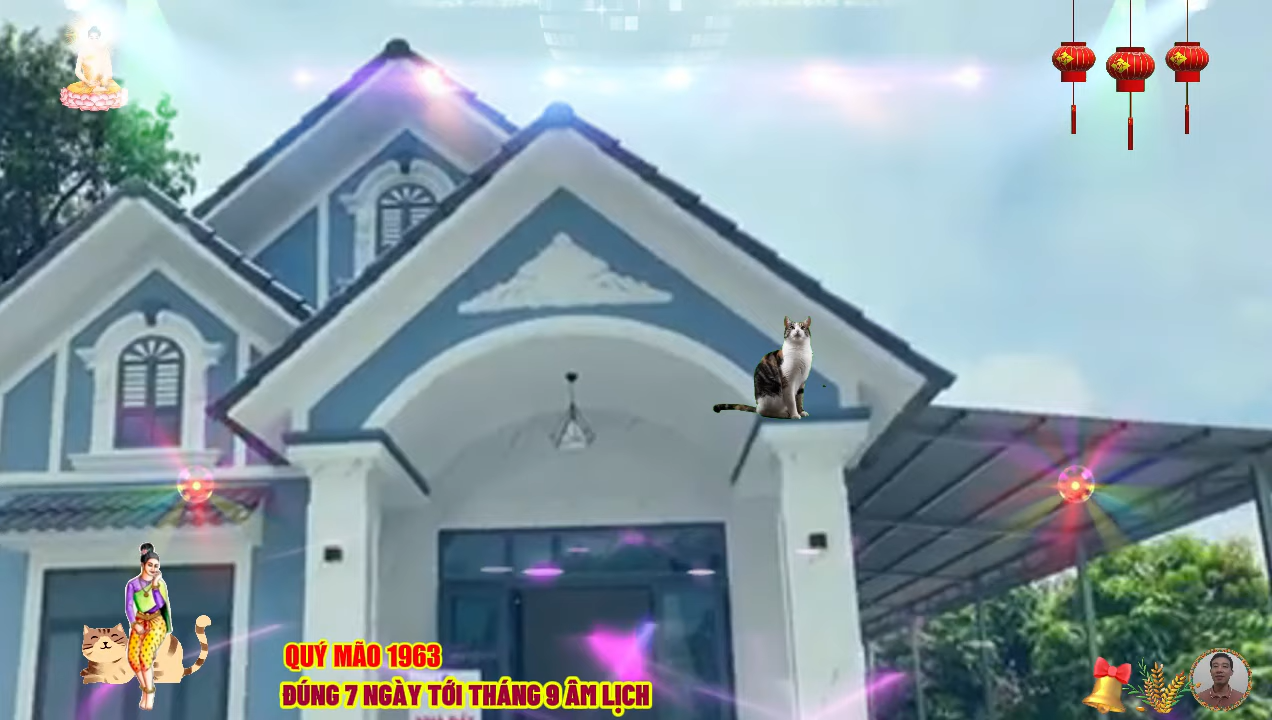 QUÝ MÃO 1963
ĐÚNG 7 NGÀY TỚI THÁNG 9 ÂM LỊCH